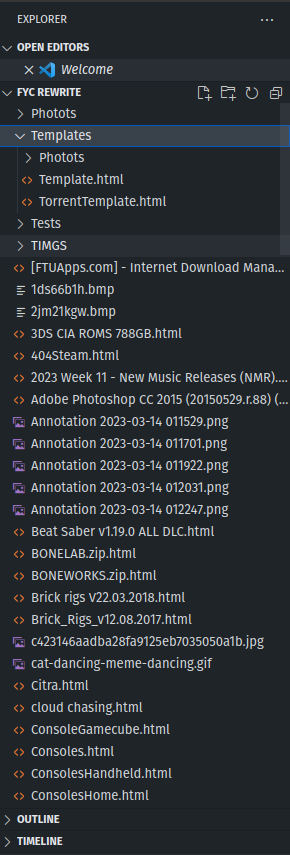 EXPLORER
OPEN EDITORS
Welcome
FYC REWRITE
Photots
Templates
Photots
Template.html
TorrentTemplate.html
Tests
TIMGS
[FTUApps.com] - Internet Download Mana...
1ds66b1h.bmp
2jm21kgw.bmp
3DS CIA ROMS 788GB.html
404Steam.html
2023 Week 11 - New Music Releases (NMR)....
Adobe Photoshop CC 2015 (20150529.r.88) (...
Annotation 2023-03-14 011529.png
Annotation 2023-03-14 011701.png
Annotation 2023-03-14 011922.png
Annotation 2023-03-14 012031.png
Annotation 2023-03-14 012247.png
Beat Saber v1.19.0 ALL DLC.html
BONELAB.zip.html
BONEWORKS.zip.html
Brick rigs V22.03.2018.html
Brick_Rigs_v12.08.2017.html
c423146aadba28fa9125eb7035050a1b.jpg
cat-dancing-meme-dancing.gif
Citra.html
cloud chasing.html
ConsoleGamecube.html
Consoles.html
ConsolesHandheld.html
ConsolesHome.html
OUTLINE
TIMELINE